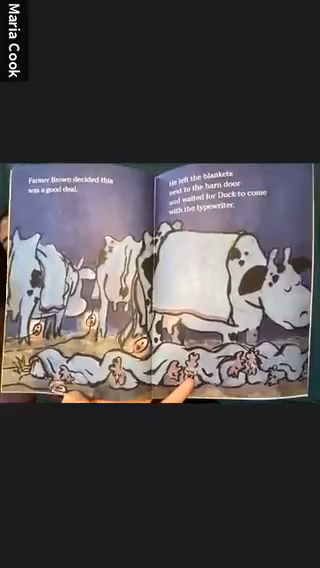 Maria Cook
Farmer Brown decided this
was a good deal.
He left the blankets
next to the barn door
and waited for Duck to come
with the typewriter.